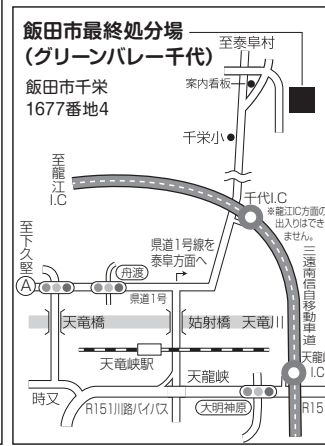 飯田市最終処分場
(グリーンバレー千代)
飯田市千栄
1677番地4
至泰阜村
案内看板
千栄小
至龍江I.C
千代I.C
※龍江IC方面の
出入りはでき
ません。
至下久堅
県道1号線を
泰阜方面へ
三遠南信自動車道
舟渡
A
県道1号
天竜橋
姑射橋
天竜川
天竜峡駅
天龍峡
天龍峡I.C
時又
R151川路バイパス
大明神原
R15